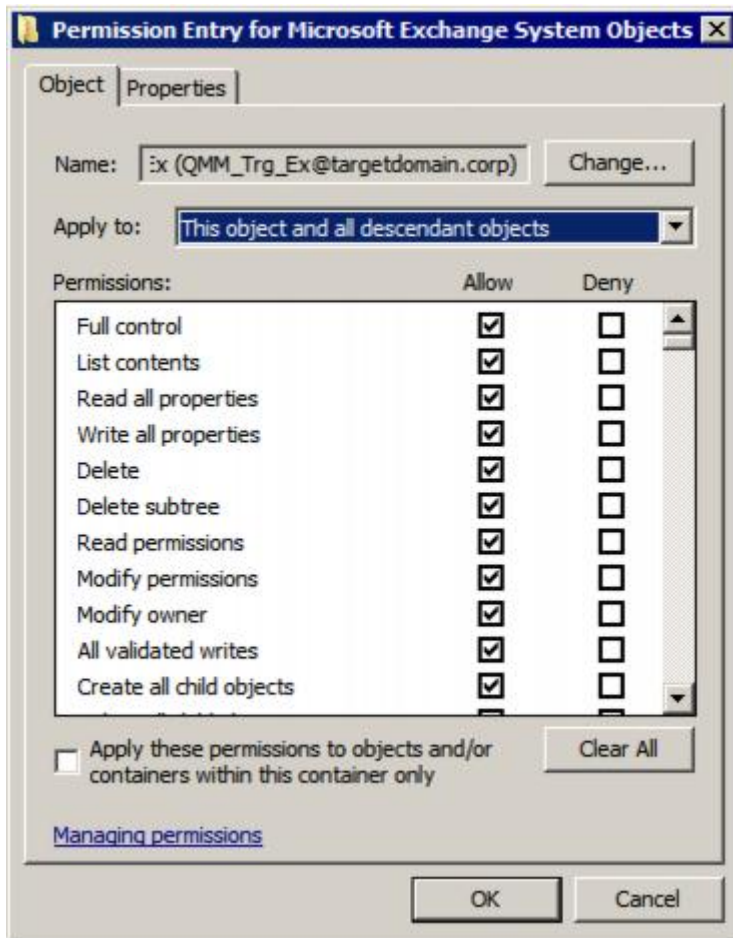 Permission Entry for Microsoft Exchange System Objects
Object Properties
Name: Ex (QMM_Trg_Ex@targetdomain.corp) Change...
Apply to: This object and all descendant objects
Permissions: Allow Deny
Full control
List contents
Read all properties
Write all properties
Delete
Delete subtree
Read permissions
Modify permissions
Modify owner
All validated writes
Create all child objects
Apply these permissions to objects and/or
containers within this container only
Clear All
Managing permissions
OK Cancel